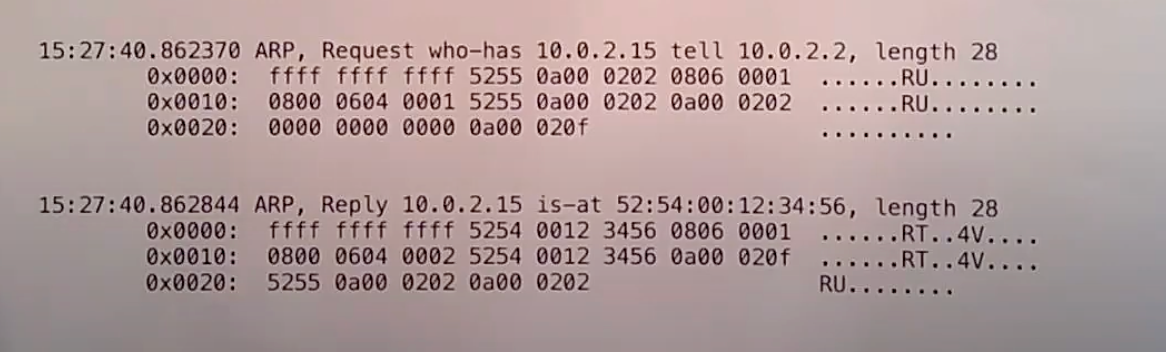 15:27:40.862370 ARP, Request who-has 10.0.2.15 tell 10.0.2.2, length 28
0x0000:  ffff ffff ffff 5255 0a00 0202 0806 0001  ......RU........
0x0010:  0800 0604 0001 5255 0a00 0202 0a00 0202  ......RU........
0x0020:  0000 0000 0000 0a00 020f  ..........
15:27:40.862844 ARP, Reply 10.0.2.15 is-at 52:54:00:12:34:56, length 28
0x0000:  ffff ffff ffff 5254 0012 3456 0806 0001  ......RT..4V....
0x0010:  0800 0604 0002 5254 0012 3456 0a00 020f  ......RT..4V....
0x0020:  5255 0a00 0202 0a00 0202  RU........